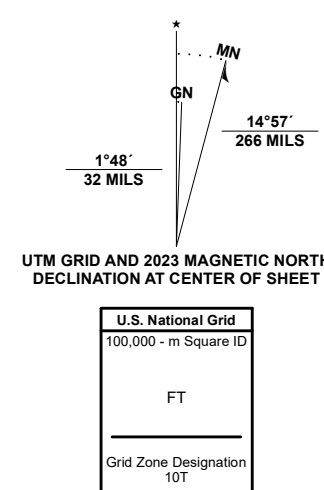 ★
MN
GN
14°57´
266 MILS
1°48´
32 MILS
UTM GRID AND 2023 MAGNETIC NORTH
DECLINATION AT CENTER OF SHEET
U.S. National Grid
100,000 - m Square ID
FT
Grid Zone Designation
10T